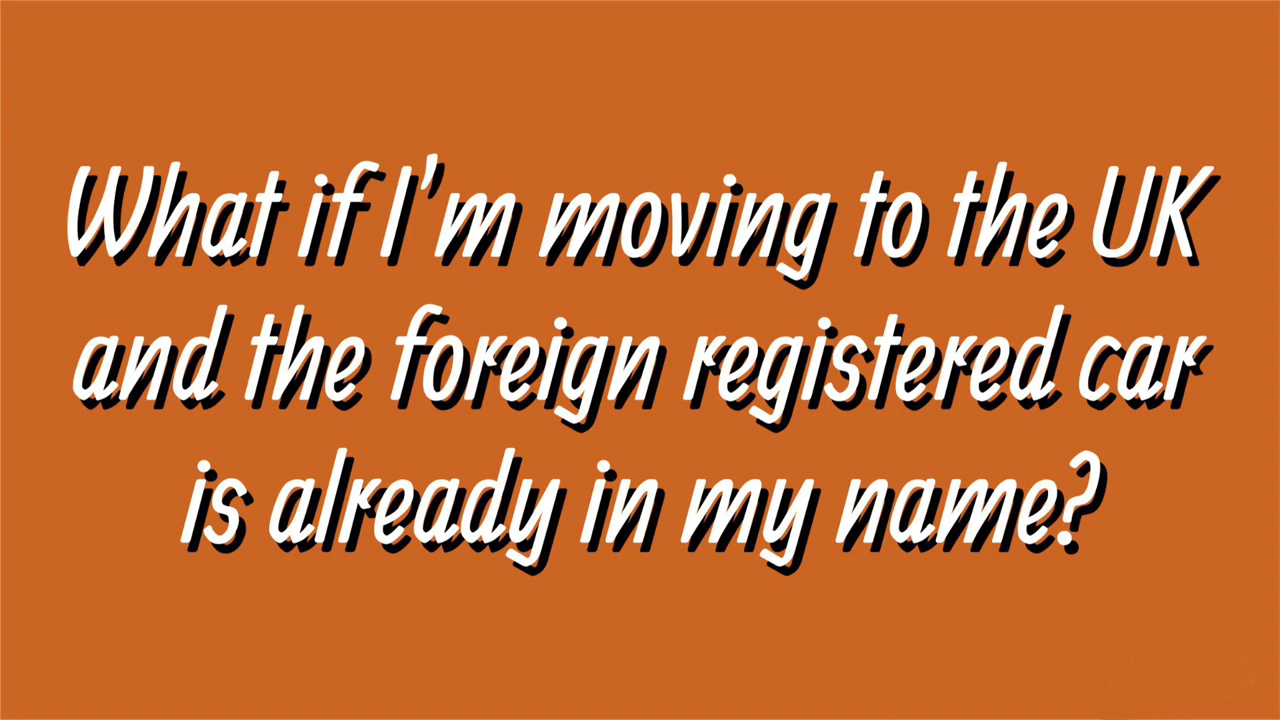 What if I'm moving to the UK
and the foreign registered car
is already in my name?